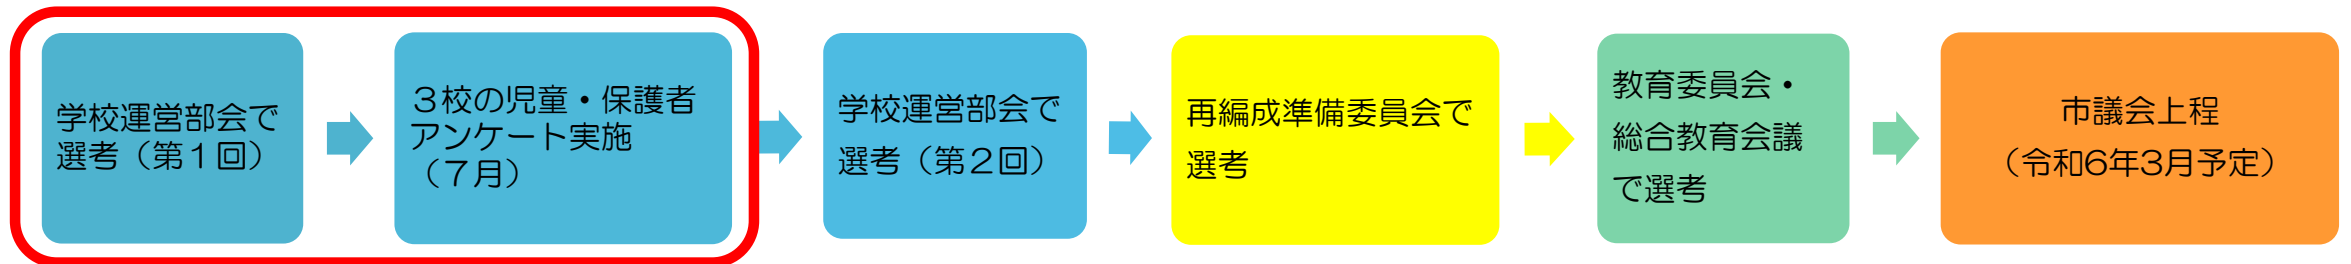 学校運営部会で
選考（第１回）
３校の児童・保護者
アンケート実施
（７月）
学校運営部会で
選考（第２回）
再編成準備委員会で
選考
教育委員会・
総合教育会議
で選考
市議会上程
（令和6年3月予定）